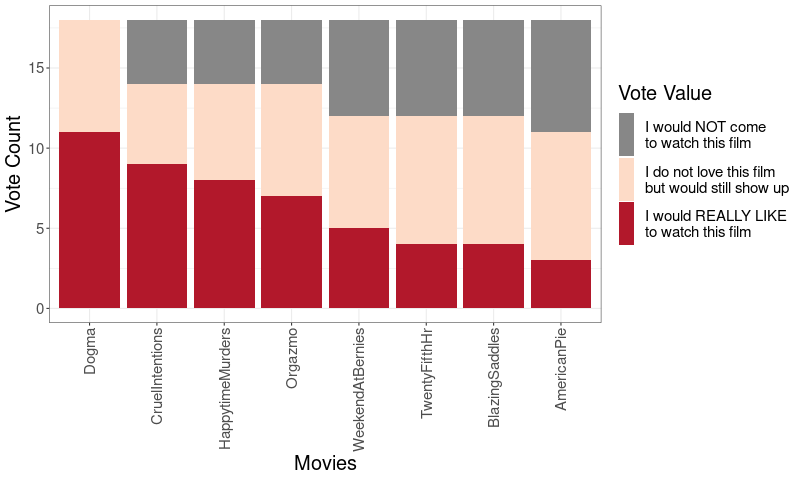 Vote Count
15
10
5
0
Dogma
CruelIntentions
HappytimeMurders
Orgazmo
WeekendAtBernies
TwentyFifthHr
BlazingSaddles
AmericanPie
Movies
Vote Value
I would NOT come
to watch this film
I do not love this film
but would still show up
I would REALLY LIKE
to watch this film